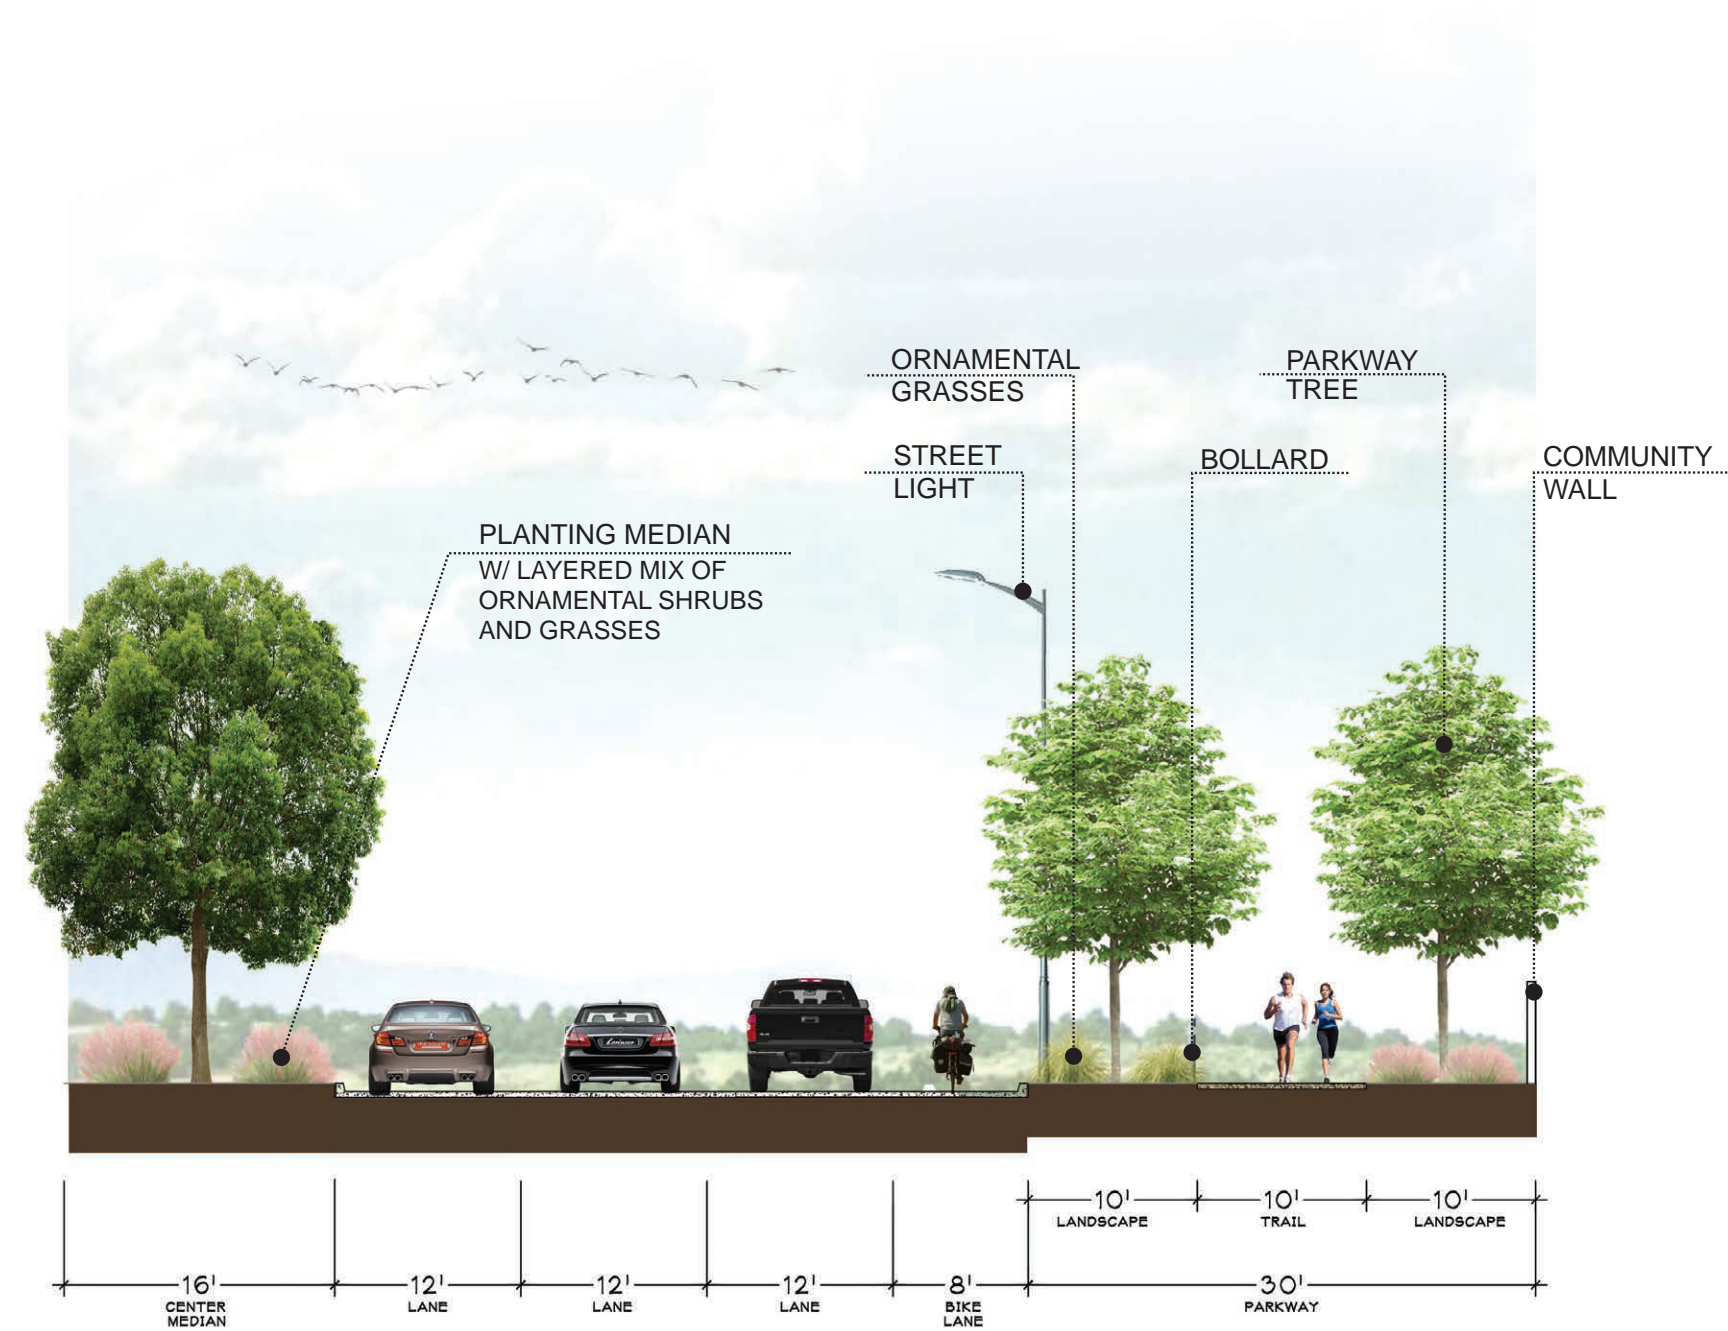 ORNAMENTAL
GRASSES
PARKWAY
TREE
STREET
LIGHT
BOLLARD
COMMUNITY
WALL
PLANTING MEDIAN
W/ LAYERED MIX OF
ORNAMENTAL SHRUBS
AND GRASSES
10'
LANDSCAPE
10'
TRAIL
10'
LANDSCAPE
16'
CENTER
MEDIAN
12'
LANE
12'
LANE
12'
LANE
8'
BIKE
LANE
30'
PARKWAY